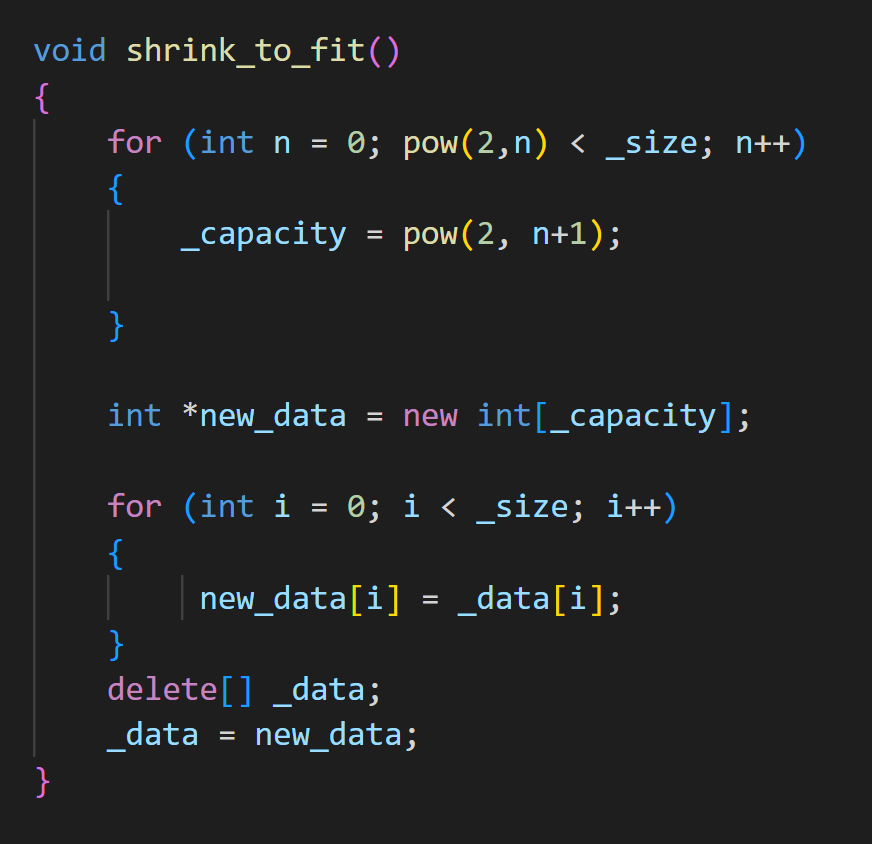 void shrink_to_fit()
{
    for (int n = 0; pow(2,n) < _size; n++)
    {
        _capacity = pow(2, n+1);
    }
    int *new_data = new int[_capacity];
    for (int i = 0; i < _size; i++)
    {
         new_data[i] = _data[i];
    }
    delete[] _data;
    _data = new_data;
}